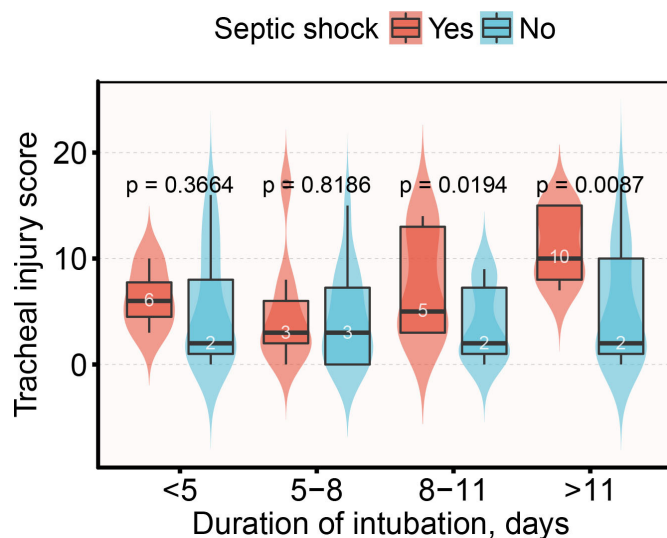 Septic shock Yes No
Tracheal injury score
20
10
0
p = 0.3664 p = 0.8186 p = 0.0194 p = 0.0087
6 2 3 3 5 2 10 2
<5 5−8 8−11 >11
Duration of intubation, days